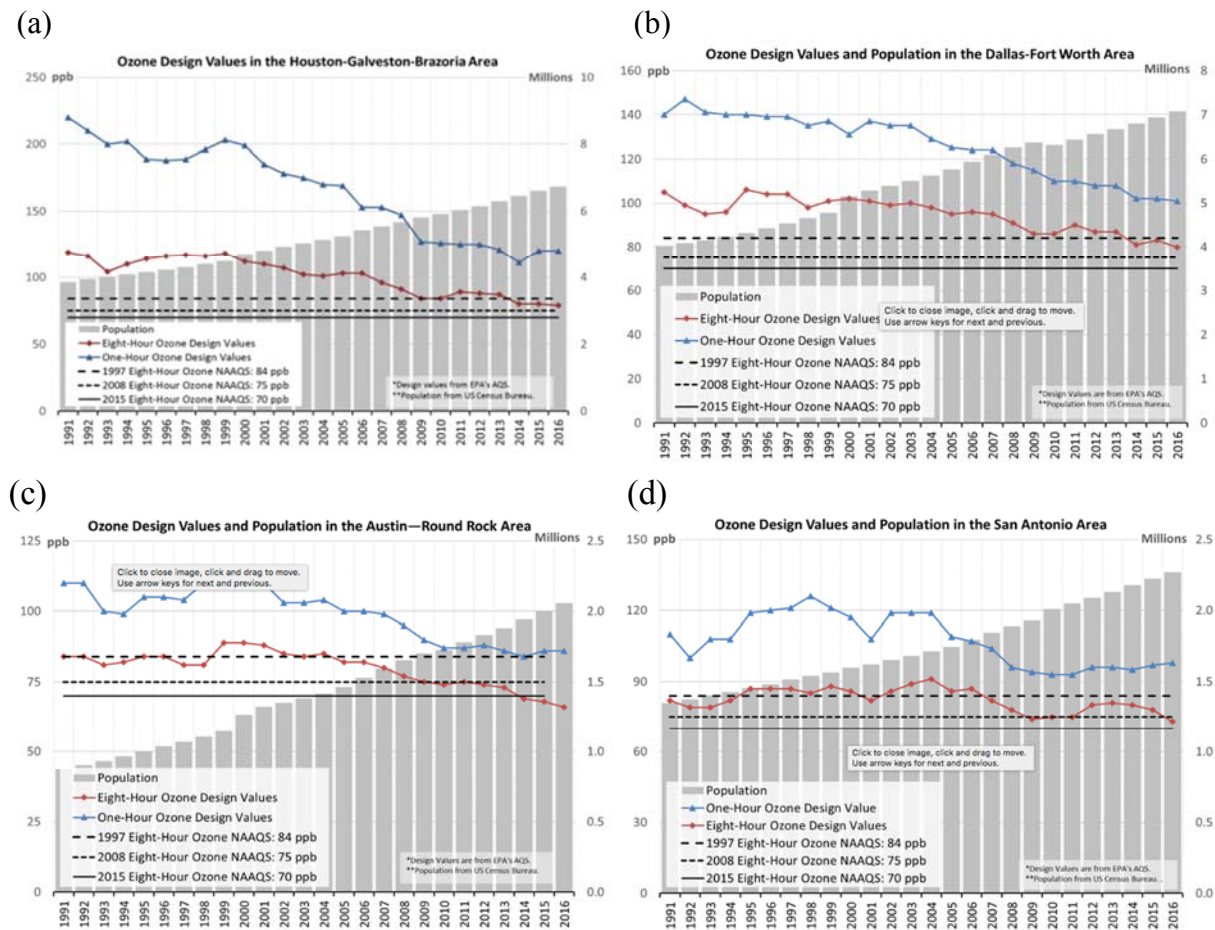 (a)
Ozone Design Values in the Houston-Galveston-Brazoria Area
ppb
Millions
250
200
150
100
50
0
10
8
6
4
2
0
Population
Eight-Hour Ozone Design Values
One-Hour Ozone Design Values
1997 Eight-Hour Ozone NAAQS: 84 ppb
2008 Eight-Hour Ozone NAAQS: 75 ppb
2015 Eight-Hour Ozone NAAQS: 70 ppb
*Design values from EPA's AQS.
**Population from US Census Bureau.
1991 1992 1993 1994 1995 1996 1997 1998 1999 2000 2001 2002 2003 2004 2005 2006 2007 2008 2009 2010 2011 2012 2013 2014 2015 2016
(b)
Ozone Design Values and Population in the Dallas-Fort Worth Area
ppb
Millions
160
140
120
100
80
60
40
20
0
8
7
6
5
4
3
2
1
0
Population
Eight-Hour Ozone Design Values
Click to close image, click and drag to move.
Use arrow keys for next and previous.
One-Hour Ozone Design Values
1997 Eight-Hour Ozone NAAQS: 84 ppb
2008 Eight-Hour Ozone NAAQS: 75 ppb
2015 Eight-Hour Ozone NAAQS: 70 ppb
*Design Values are from EPA's AQS.
**Population from US Census Bureau.
1991 1992 1993 1994 1995 1996 1997 1998 1999 2000 2001 2002 2003 2004 2005 2006 2007 2008 2009 2010 2011 2012 2013 2014 2015 2016
(c)
Ozone Design Values and Population in the Austin—Round Rock Area
ppb
Millions
125
100
75
50
25
0
2.5
2.0
1.5
1.0
0.5
0.0
Click to close image, click and drag to move.
Use arrow keys for next and previous.
Population
Eight-Hour Ozone Design Values
One-Hour Ozone Design Values
1997 Eight-Hour Ozone NAAQS: 84 ppb
2008 Eight-Hour Ozone NAAQS: 75 ppb
2015 Eight-Hour Ozone NAAQS: 70 ppb
*Design Values are from EPA's AQS.
**Population from US Census Bureau.
1991 1992 1993 1994 1995 1996 1997 1998 1999 2000 2001 2002 2003 2004 2005 2006 2007 2008 2009 2010 2011 2012 2013 2014 2015 2016
(d)
Ozone Design Values and Population in the San Antonio Area
ppb
Millions
150
120
90
60
30
0
2.5
2.0
1.5
1.0
0.5
0.0
Click to close image, click and drag to move.
Use arrow keys for next and previous.
Population
One-Hour Ozone Design Value
Eight-Hour Ozone Design Values
1997 Eight-Hour Ozone NAAQS: 84 ppb
2008 Eight-Hour Ozone NAAQS: 75 ppb
2015 Eight-Hour Ozone NAAQS: 70 ppb
*Design Values are from EPA's AQS.
**Population from US Census Bureau.
1991 1992 1993 1994 1995 1996 1997 1998 1999 2000 2001 2002 2003 2004 2005 2006 2007 2008 2009 2010 2011 2012 2013 2014 2015 2016